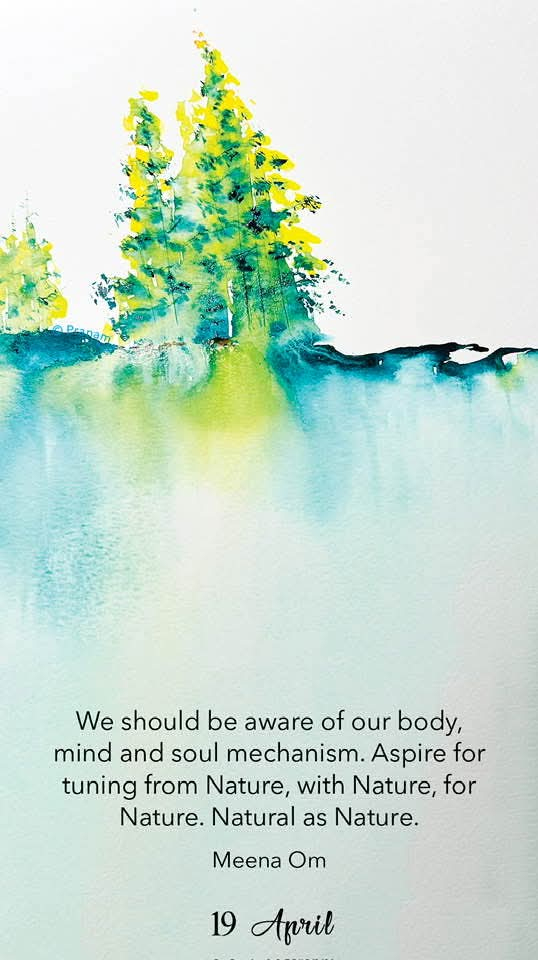 © Pranam
We should be aware of our body,
mind and soul mechanism. Aspire for
tuning from Nature, with Nature, for
Nature. Natural as Nature.
Meena Om
19 April